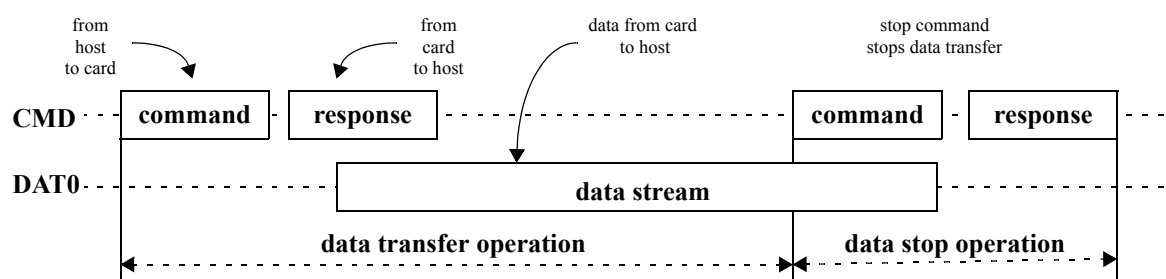 from
host
to card
from
card
to host
data from card
to host
stop command
stops data transfer
CMD
command
response
command
response
DAT0
data stream
data transfer operation
data stop operation